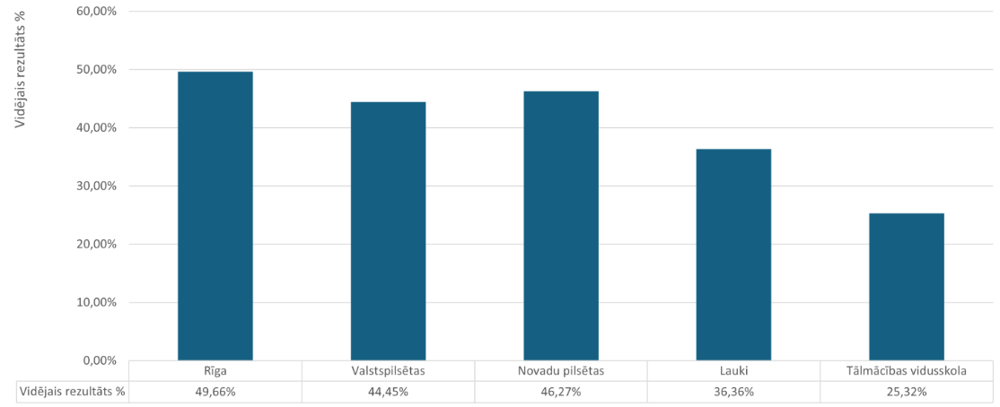 Vidējais rezultāts %
60,00%
50,00%
40,00%
30,00%
20,00%
10,00%
0,00%
Rīga Valstspilsētas Novadu pilsētas Lauki Tālmācības vidusskola
Vidējais rezultāts % 49,66% 44,45% 46,27% 36,36% 25,32%